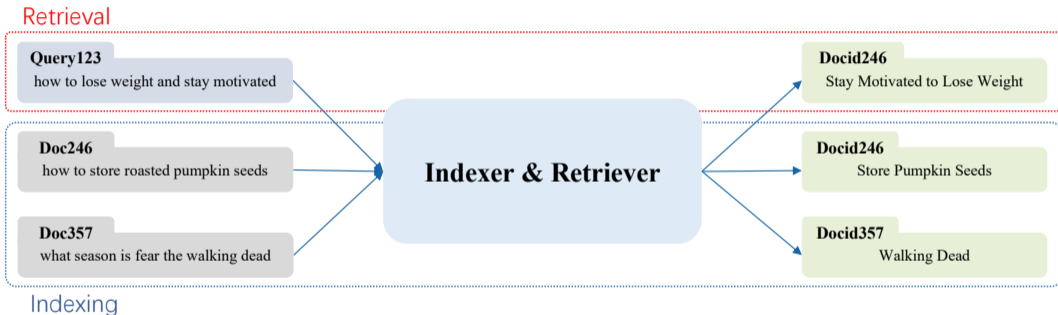 Retrieval
Query123
how to lose weight and stay motivated
Docid246
Stay Motivated to Lose Weight
Doc246
how to store roasted pumpkin seeds
Indexer & Retriever
Docid246
Store Pumpkin Seeds
Doc357
what season is fear the walking dead
Docid357
Walking Dead
Indexing